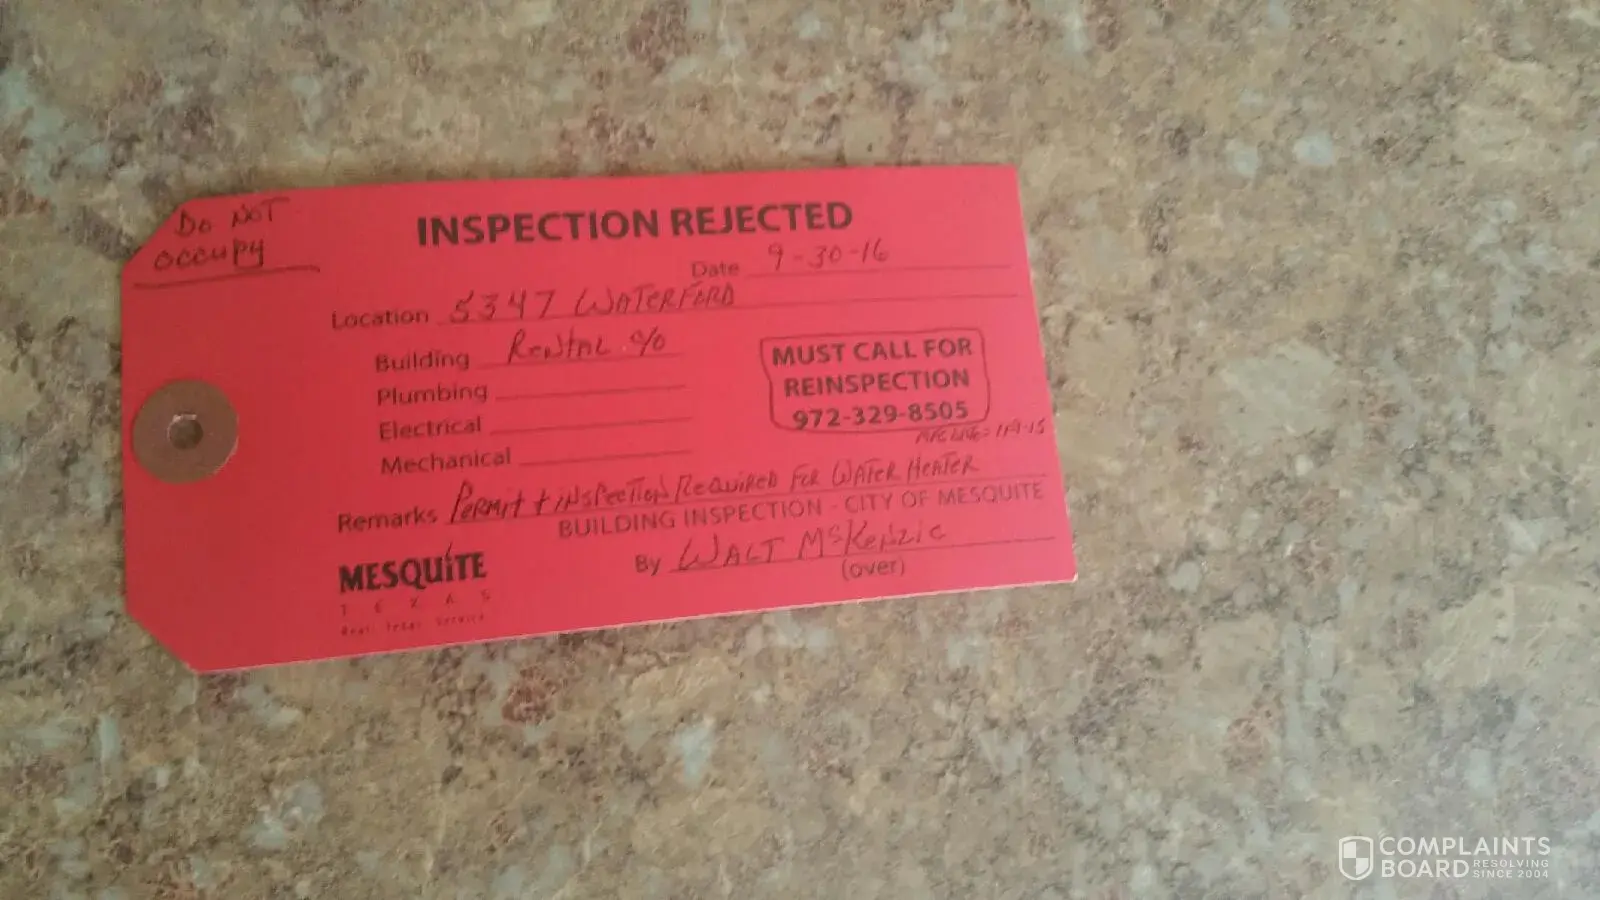 Do Not
Occupy
INSPECTION REJECTED
Date 9-30-16
Location 5347 WATERFORD
Building Rental c/o
Plumbing
Electrical
Mechanical
MUST CALL FOR
REINSPECTION
972-329-8505
Remarks Permit + inspection Required For Water Heater
BUILDING INSPECTION - CITY OF MESQUITE
By WALT McKenzie
(over)
MESQUiTE
T E X A S
Real. Texas. Service.
COMPLAINTS
BOARD RESOLVING
SINCE 2004